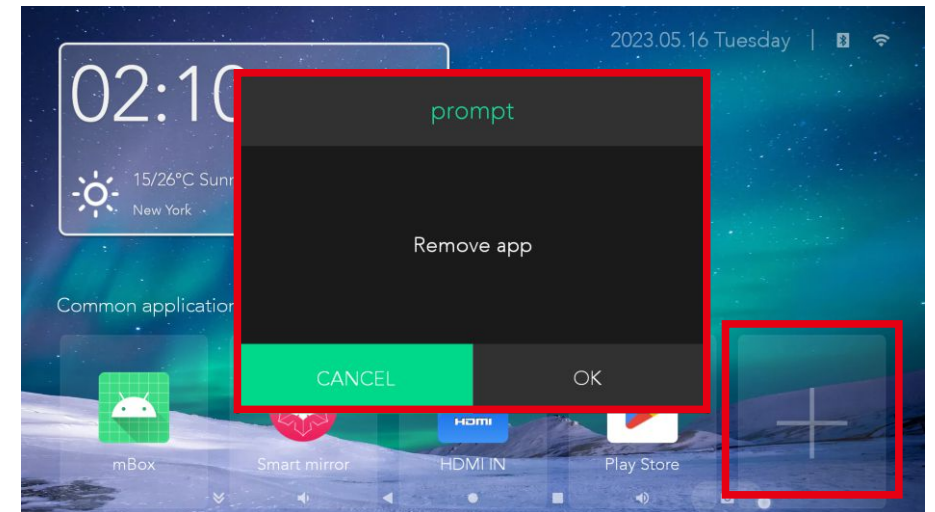 2023.05.16 Tuesday |
02:10
prompt
15/26°C Sunn
New York
Remove app
Common application
CANCEL
OK
HDMI
mBox
Smart mirror
HDMI IN
Play Store